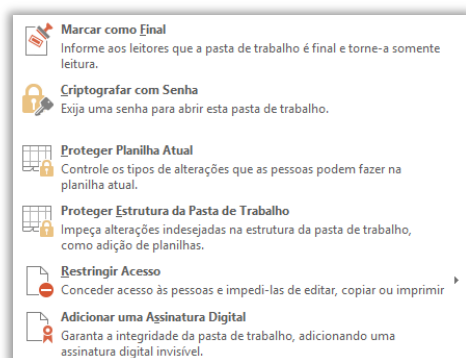 Marcar como Final
Informe aos leitores que a pasta de trabalho é final e torne-a somente
leitura.
Criptografar com Senha
Exija uma senha para abrir esta pasta de trabalho.
Proteger Planilha Atual
Controle os tipos de alterações que as pessoas podem fazer na
planilha atual.
Proteger Estrutura da Pasta de Trabalho
Impeça alterações indesejadas na estrutura da pasta de trabalho,
como adição de planilhas.
Restringir Acesso
Conceder acesso às pessoas e impedi-las de editar, copiar ou imprimir
Adicionar uma Assinatura Digital
Garanta a integridade da pasta de trabalho, adicionando uma
assinatura digital invisível.